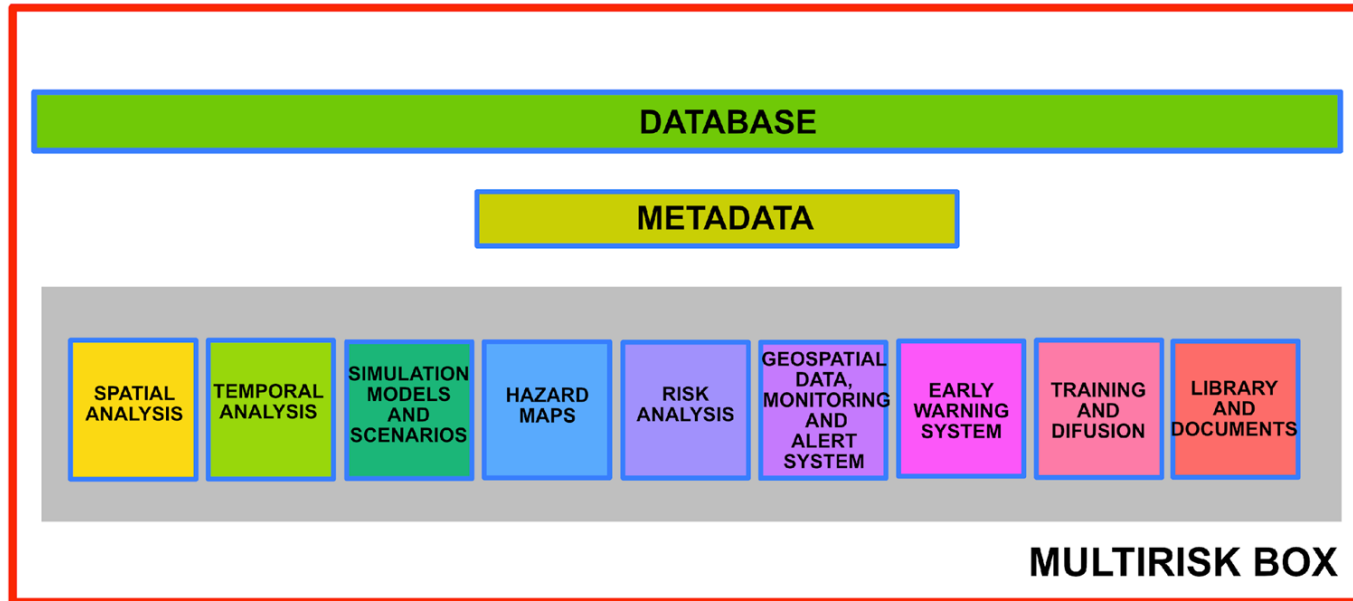 DATABASE
METADATA
SPATIAL
ANALYSIS
TEMPORAL
ANALYSIS
SIMULATION
MODELS
AND
SCENARIOS
HAZARD
MAPS
RISK
ANALYSIS
GEOSPATIAL
DATA,
MONITORING
AND
ALERT
SYSTEM
EARLY
WARNING
SYSTEM
TRAINING
AND
DIFUSION
LIBRARY
AND
DOCUMENTS
MULTIRISK BOX